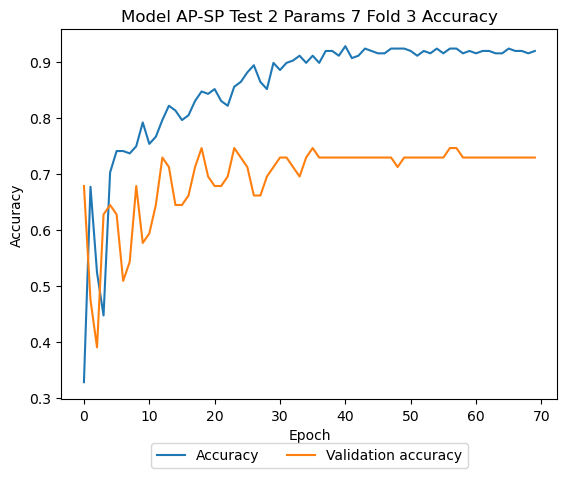 Model AP-SP Test 2 Params 7 Fold 3 Accuracy
0.9
0.8
0.7
0.6
0.5
0.4
0.3
Accuracy
0 10 20 30 40 50 60 70
Epoch
Accuracy Validation accuracy